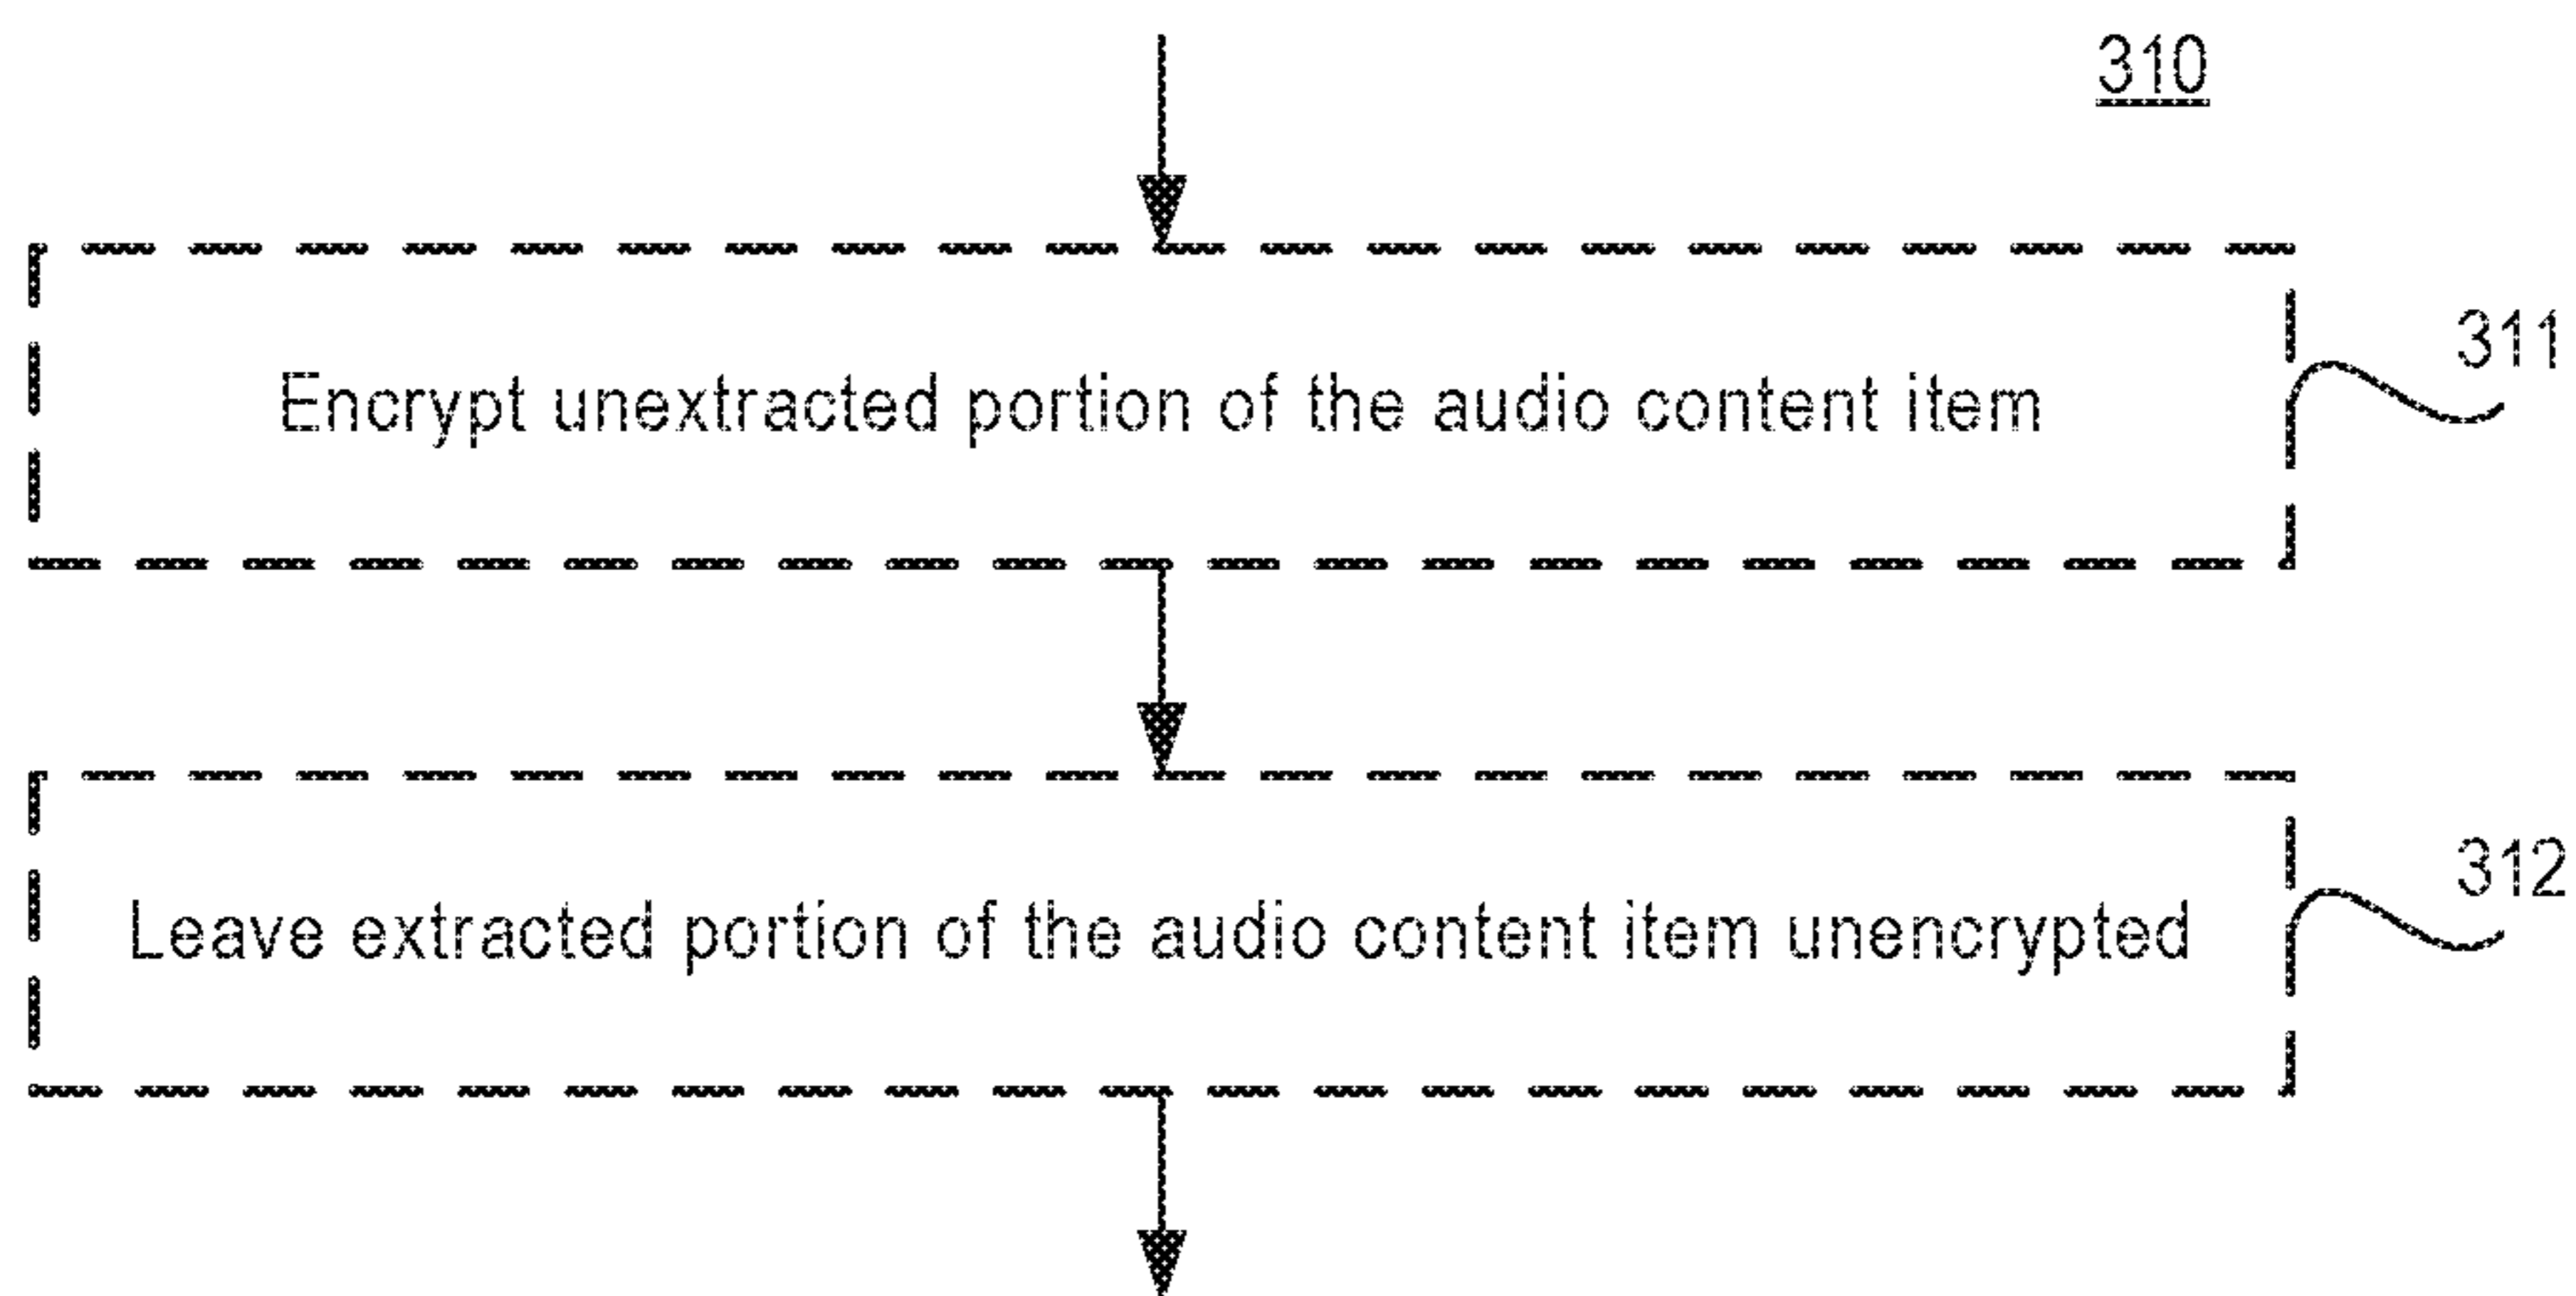 310
311
Encrypt unextracted portion of the audio content item
312
Leave extracted portion of the audio content item unencrypted